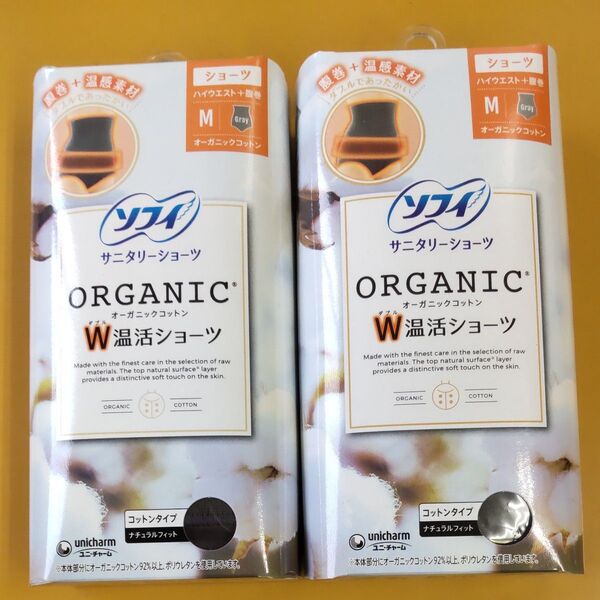 腹巻+温感素材
ダブルであったかい!
ショーツ
ハイウエスト+腹巻
M
Gray
オーガニックコットン
ソフィ
サニタリーショーツ
ORGANIC®
オーガニックコットン
ダブル
W温活ショーツ
Made with the finest care in the selection of raw
materials. The top natural surface* layer
provides a distinctive soft touch on the skin.
ORGANIC COTTON
コットンタイプ
ナチュラルフィット
unicharm
ユニ・チャーム
※本体部分にオーガニックコットン92%以上、ポリウレタンを使用しています。
腹巻+温感素材
ダブルであったかい!
ショーツ
ハイウエスト+腹巻
M
Gray
オーガニックコットン
ソフィ
サニタリーショーツ
ORGANIC®
オーガニックコットン
ダブル
W温活ショーツ
Made with the finest care in the selection of raw
materials. The top natural surface* layer
provides a distinctive soft touch on the skin.
ORGANIC COTTON
コットンタイプ
ナチュラルフィット
unicharm
ユニ・チャーム
※本体部分にオーガニックコットン92%以上、ポリウレタンを使用しています。